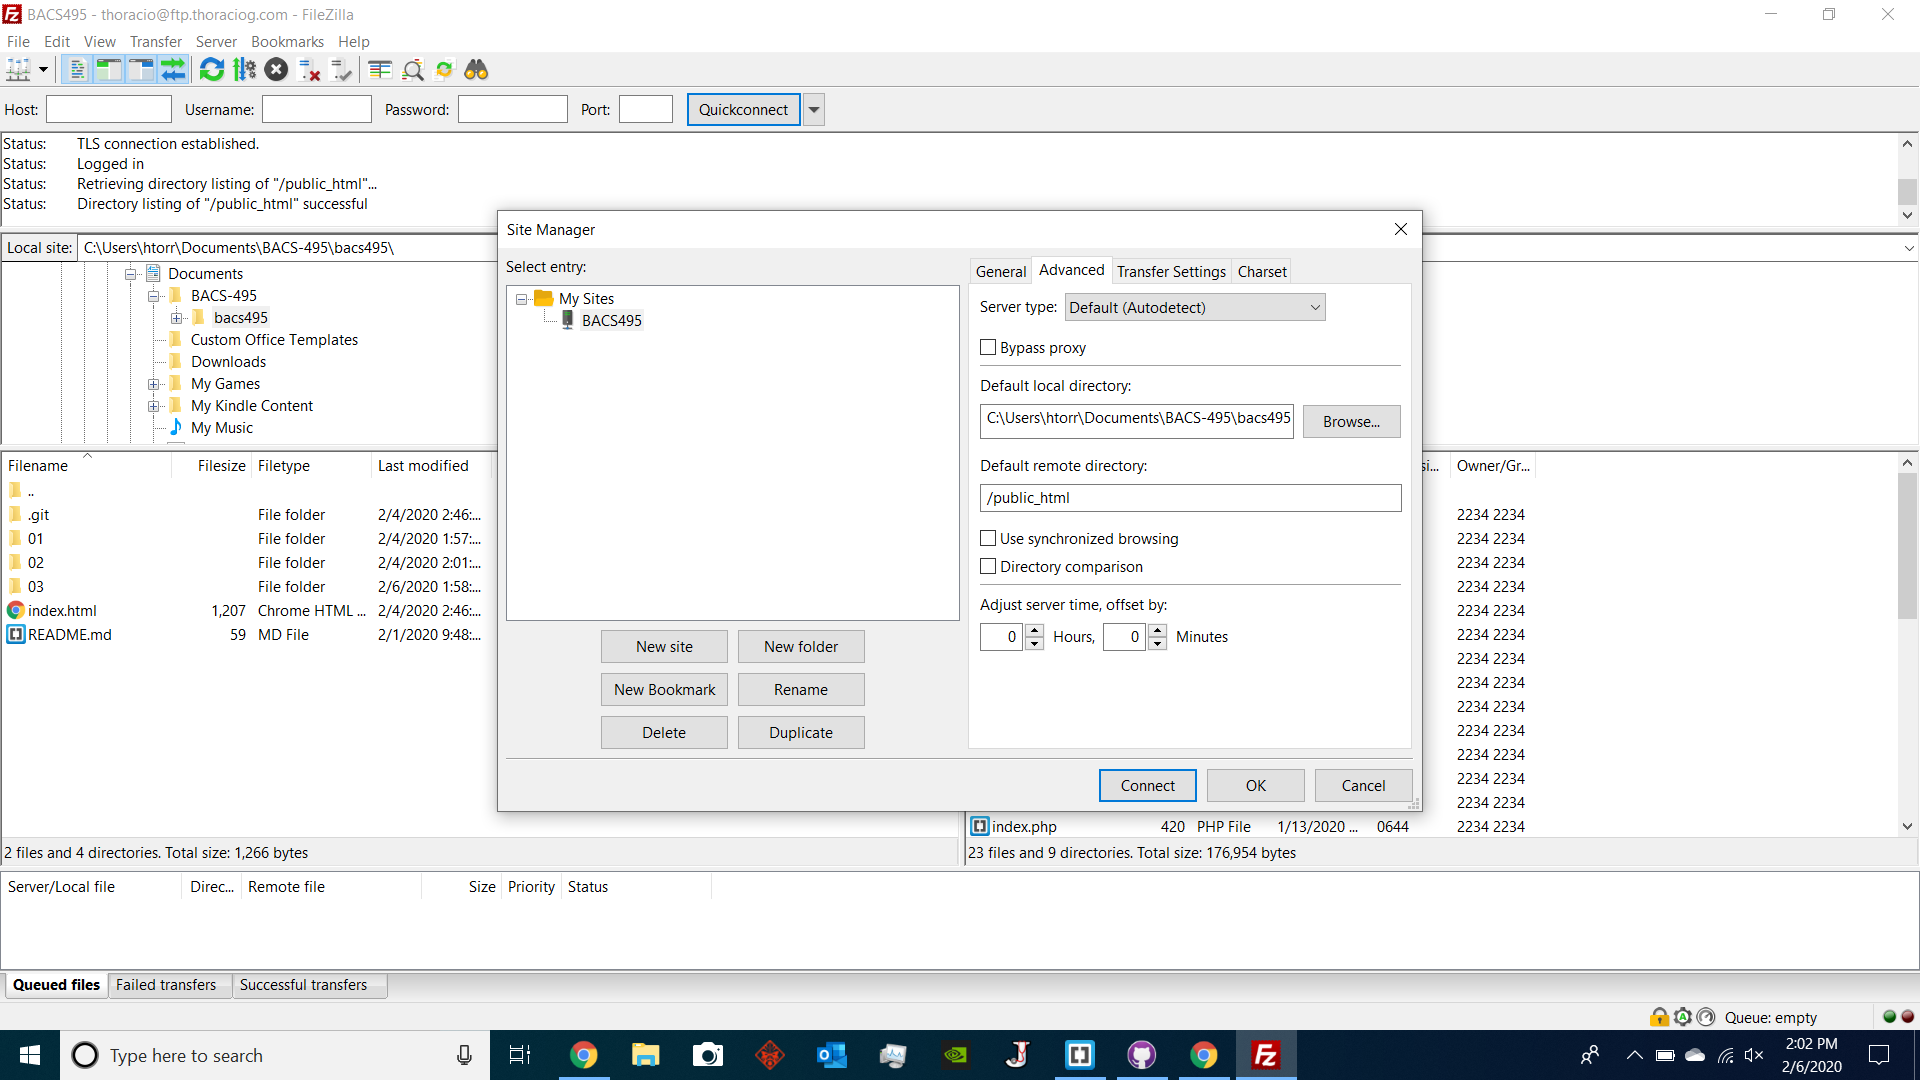 BACS495 - thoracio@ftp.thoraciog.com - FileZilla
File Edit View Transfer Server Bookmarks Help
Host: Username: Password: Port: Quickconnect
Status: TLS connection established.
Status: Logged in
Status: Retrieving directory listing of "/public_html"...
Status: Directory listing of "/public_html" successful
Local site: C:\Users\htorr\Documents\BACS-495\bacs495\
Documents
BACS-495
bacs495
Custom Office Templates
Downloads
My Games
My Kindle Content
My Music
Filename Filesize Filetype Last modified
..
.git File folder 2/4/2020 2:46:...
01 File folder 2/4/2020 1:57:...
02 File folder 2/4/2020 2:01:...
03 File folder 2/6/2020 1:58:...
index.html 1,207 Chrome HTML ... 2/4/2020 2:46:...
README.md 59 MD File 2/1/2020 9:48:...
2 files and 4 directories. Total size: 1,266 bytes
Site Manager
Select entry:
My Sites
BACS495
New site New folder
New Bookmark Rename
Delete Duplicate
General Advanced Transfer Settings Charset
Server type: Default (Autodetect)
Bypass proxy
Default local directory:
C:\Users\htorr\Documents\BACS-495\bacs495 Browse...
Default remote directory:
/public_html
Use synchronized browsing
Directory comparison
Adjust server time, offset by:
0 Hours, 0 Minutes
Connect OK Cancel
si... Owner/Gr...
2234 2234
2234 2234
2234 2234
2234 2234
2234 2234
2234 2234
2234 2234
2234 2234
2234 2234
2234 2234
2234 2234
2234 2234
2234 2234
index.php 420 PHP File 1/13/2020 ... 0644 2234 2234
23 files and 9 directories. Total size: 176,954 bytes
Server/Local file Direc... Remote file Size Priority Status
Queued files Failed transfers Successful transfers
Queue: empty
Type here to search
2:02 PM
2/6/2020